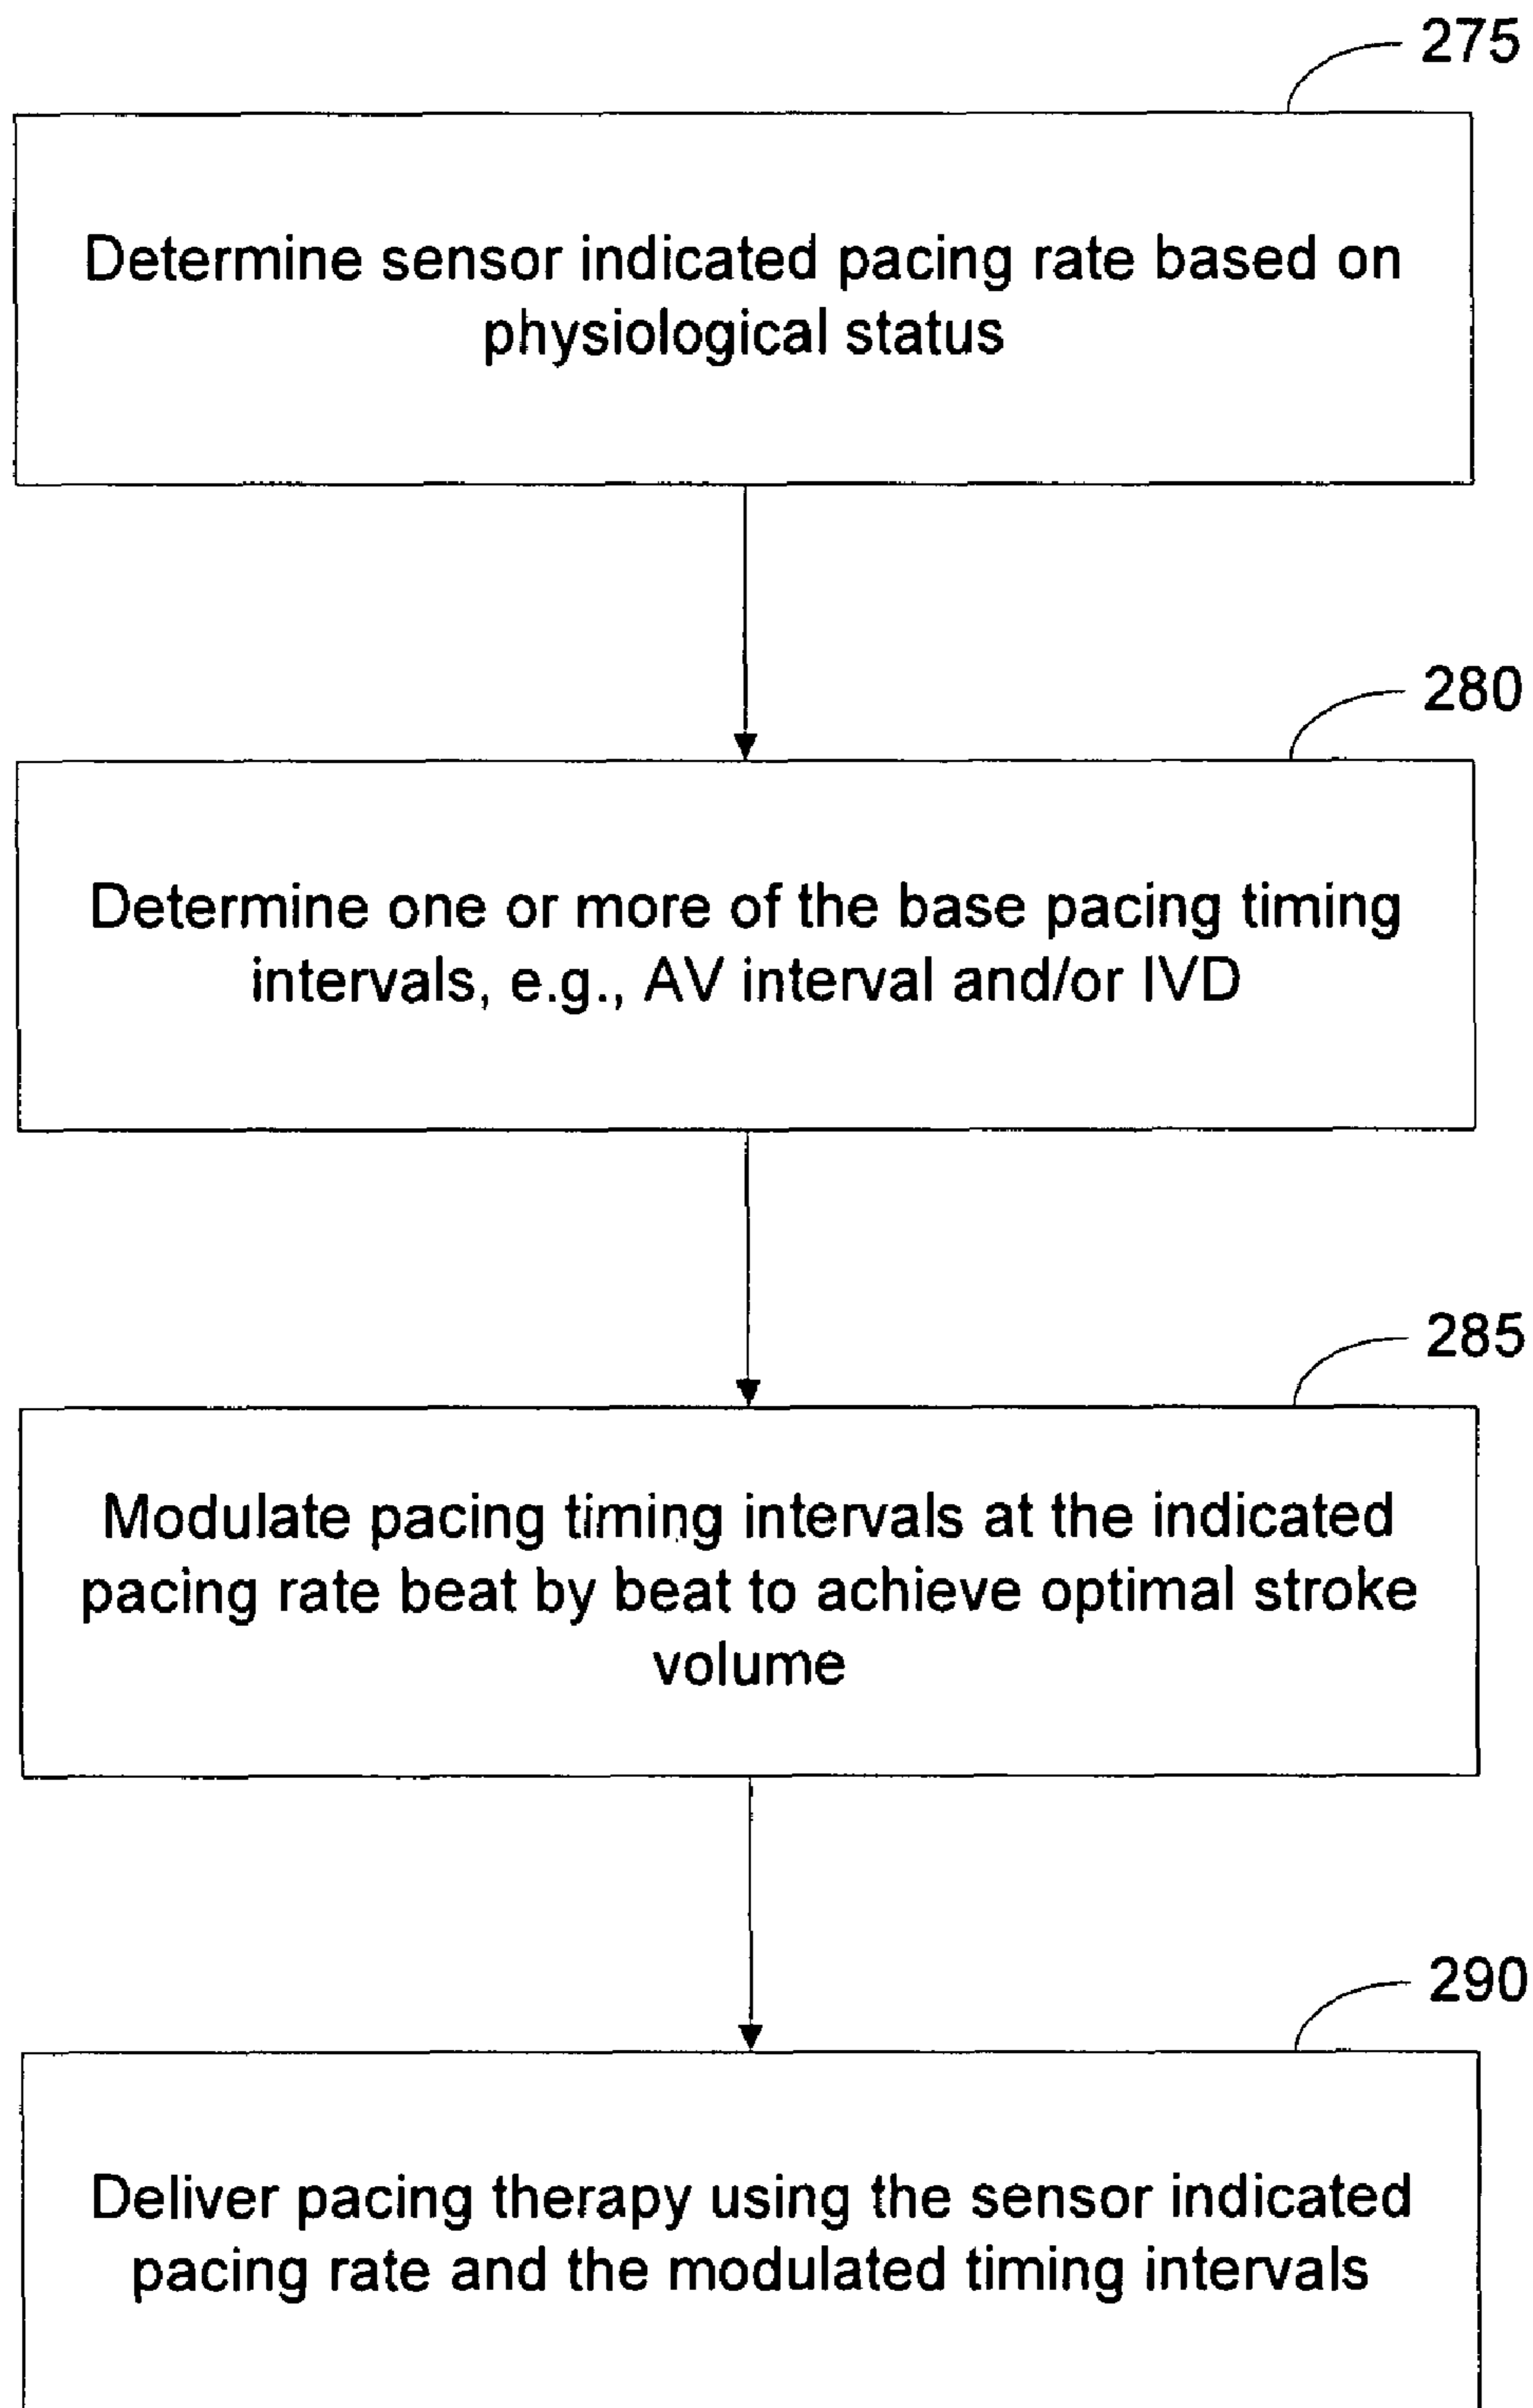 275
Determine sensor indicated pacing rate based on
physiological status
280
Determine one or more of the base pacing timing
intervals, e.g., AV interval and/or IVD
285
Modulate pacing timing intervals at the indicated
pacing rate beat by beat to achieve optimal stroke
volume
290
Deliver pacing therapy using the sensor indicated
pacing rate and the modulated timing intervals